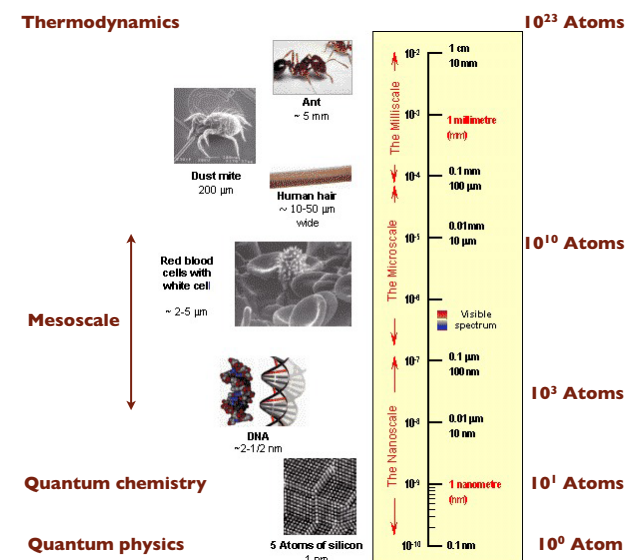 Thermodynamics
10²³ Atoms
Ant
~ 5 mm
Dust mite
200 µm
Human hair
~ 10-50 µm
wide
Red blood
cells with
white cell
~ 2-5 µm
Mesoscale
DNA
~2-1/2 nm
Quantum chemistry
Quantum physics
5 Atoms of silicon
1 nm
The Milliscale
The Microscale
The Nanoscale
10⁻²
1 cm
10 mm
10⁻³
1 millimetre
(mm)
10⁻⁴
0.1 mm
100 µm
10⁻⁵
0.01 mm
10 µm
10⁻⁶
Visible
spectrum
10⁻⁷
0.1 µm
100 nm
10⁻⁸
0.01 µm
10 nm
10⁻⁹
1 nanometre
(nm)
10⁻¹⁰
0.1 nm
10¹⁰ Atoms
10³ Atoms
10¹ Atoms
10⁰ Atom